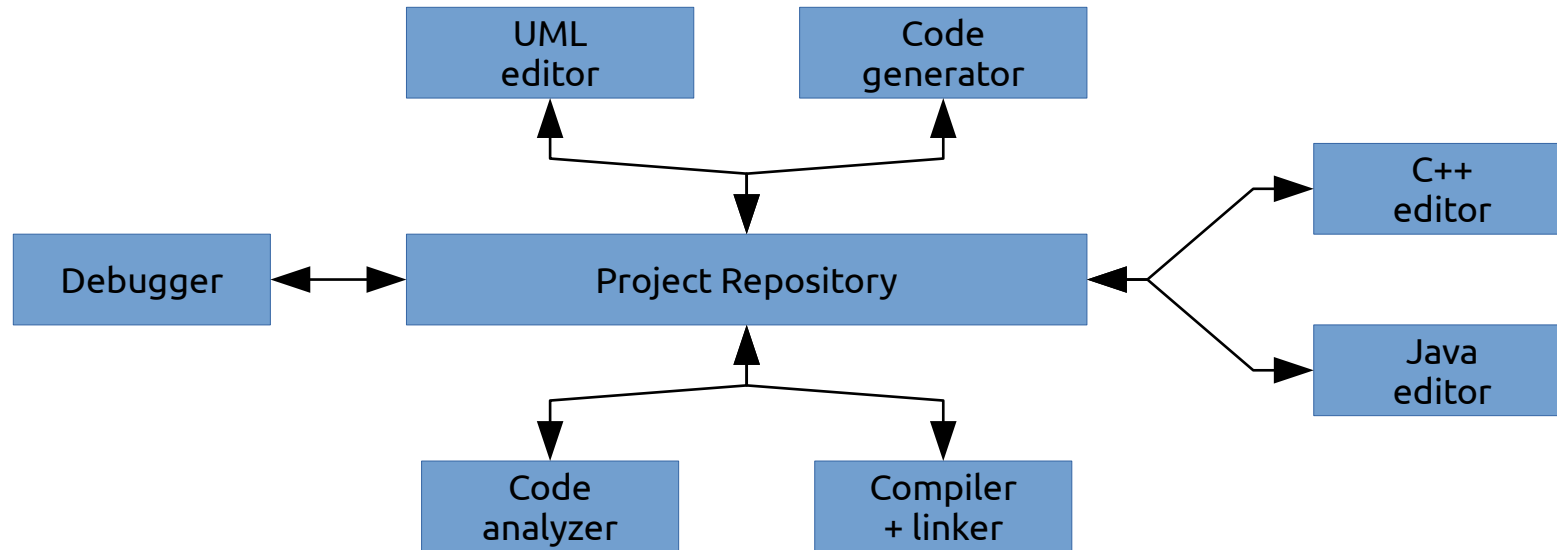 UML
editor
Code
generator
C++
editor
Debugger
Project Repository
Java
editor
Code
analyzer
Compiler
+ linker